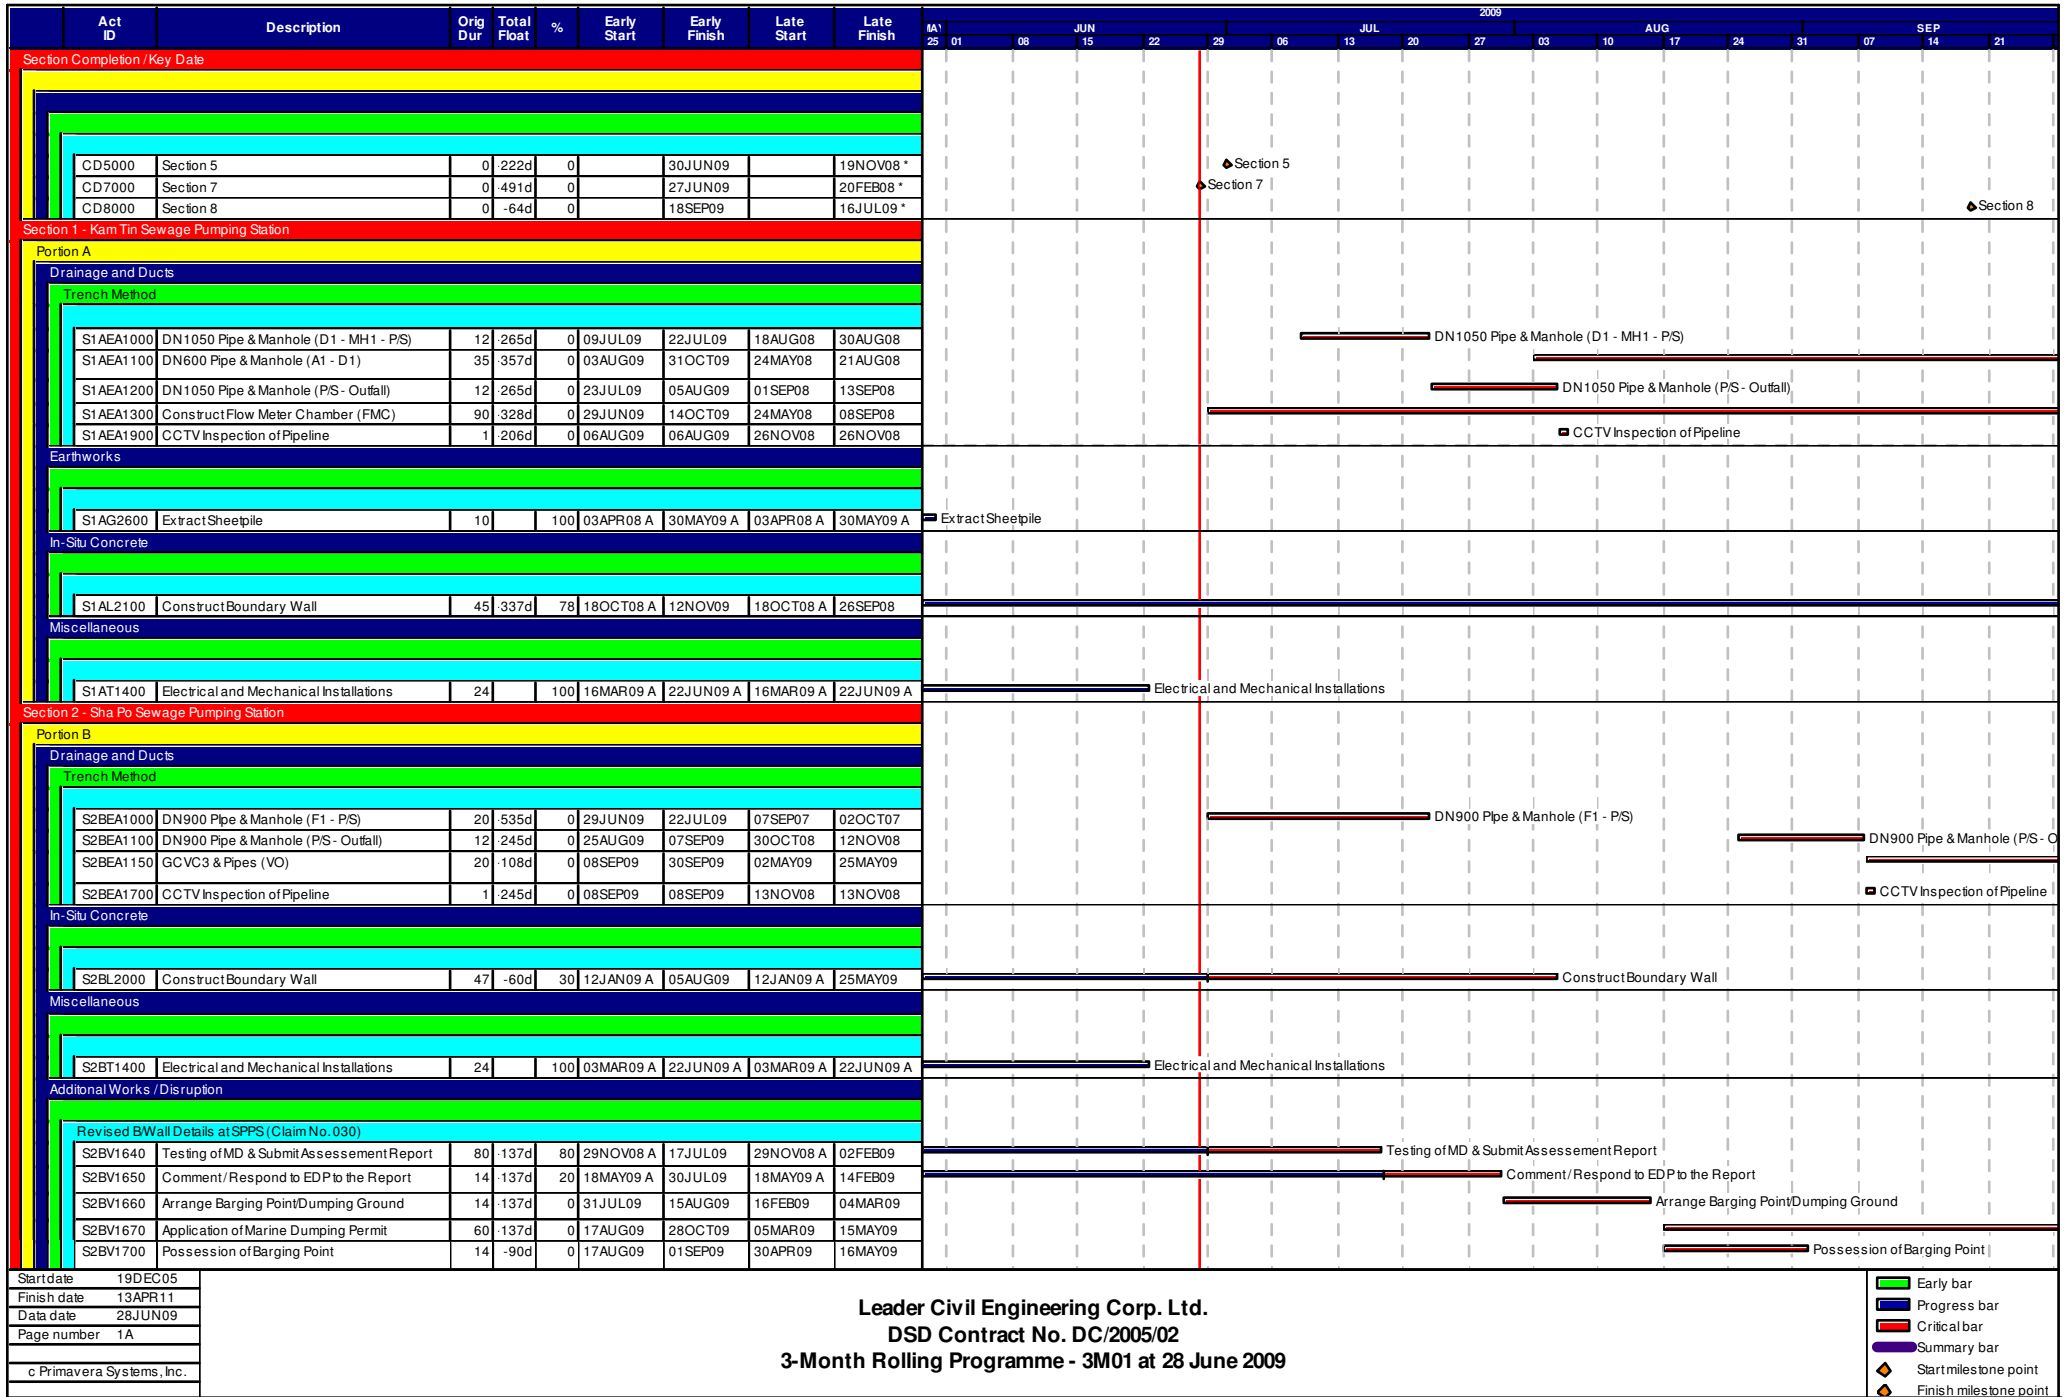 Act ID Description Orig Dur Total Float % Early Start Early Finish Late Start Late Finish
2009
MAY JUN JUL AUG SEP
25 01 08 15 22 29 06 13 20 27 03 10 17 24 31 07 14 21
Section Completion / Key Date
CD5000 Section 5 0 -222d 0 30JUN09 19NOV08 * Section 5
CD7000 Section 7 0 -491d 0 27JUN09 20FEB08 * Section 7
CD8000 Section 8 0 -64d 0 18SEP09 16JUL09 * Section 8
Section 1 - Kam Tin Sewage Pumping Station
Portion A
Drainage and Ducts
Trench Method
S1AEA1000 DN1050 Pipe & Manhole (D1 - MH1 - P/S) 12 -265d 0 09JUL09 22JUL09 18AUG08 30AUG08 DN1050 Pipe & Manhole (D1 - MH1 - P/S)
S1AEA1100 DN600 Pipe & Manhole (A1 - D1) 35 -357d 0 03AUG09 31OCT09 24MAY08 21AUG08
S1AEA1200 DN1050 Pipe & Manhole (P/S - Outfall) 12 -265d 0 23JUL09 05AUG09 01SEP08 13SEP08 DN1050 Pipe & Manhole (P/S - Outfall)
S1AEA1300 Construct Flow Meter Chamber (FMC) 90 -328d 0 29JUN09 14OCT09 24MAY08 08SEP08
S1AEA1900 CCTV Inspection of Pipeline 1 -206d 0 06AUG09 06AUG09 26NOV08 26NOV08 CCTV Inspection of Pipeline
Earthworks
S1AG2600 Extract Sheetpile 10 100 03APR08 A 30MAY09 A 03APR08 A 30MAY09 A Extract Sheetpile
In-Situ Concrete
S1AL2100 Construct Boundary Wall 45 -337d 78 18OCT08 A 12NOV09 18OCT08 A 26SEP08
Miscellaneous
S1AT1400 Electrical and Mechanical Installations 24 100 16MAR09 A 22JUN09 A 16MAR09 A 22JUN09 A Electrical and Mechanical Installations
Section 2 - Sha Po Sewage Pumping Station
Portion B
Drainage and Ducts
Trench Method
S2BEA1000 DN900 PIpe & Manhole (F1 - P/S) 20 -535d 0 29JUN09 22JUL09 07SEP07 02OCT07 DN900 PIpe & Manhole (F1 - P/S)
S2BEA1100 DN900 Pipe & Manhole (P/S - Outfall) 12 -245d 0 25AUG09 07SEP09 30OCT08 12NOV08 DN900 Pipe & Manhole (P/S - O
S2BEA1150 GCVC3 & Pipes (VO) 20 -108d 0 08SEP09 30SEP09 02MAY09 25MAY09
S2BEA1700 CCTV Inspection of Pipeline 1 -245d 0 08SEP09 08SEP09 13NOV08 13NOV08 CCTV Inspection of Pipeline
In-Situ Concrete
S2BL2000 Construct Boundary Wall 47 -60d 30 12JAN09 A 05AUG09 12JAN09 A 25MAY09 Construct Boundary Wall
Miscellaneous
S2BT1400 Electrical and Mechanical Installations 24 100 03MAR09 A 22JUN09 A 03MAR09 A 22JUN09 A Electrical and Mechanical Installations
Additonal Works / Disruption
Revised B/Wall Details at SPPS (Claim No. 030)
S2BV1640 Testing of MD & Submit Assessement Report 80 -137d 80 29NOV08 A 17JUL09 29NOV08 A 02FEB09 Testing of MD & Submit Assessement Report
S2BV1650 Comment / Respond to EDP to the Report 14 -137d 20 18MAY09 A 30JUL09 18MAY09 A 14FEB09 Comment / Respond to EDP to the Report
S2BV1660 Arrange Barging Point/Dumping Ground 14 -137d 0 31JUL09 15AUG09 16FEB09 04MAR09 Arrange Barging Point/Dumping Ground
S2BV1670 Application of Marine Dumping Permit 60 -137d 0 17AUG09 28OCT09 05MAR09 15MAY09
S2BV1700 Possession of Barging Point 14 -90d 0 17AUG09 01SEP09 30APR09 16MAY09 Possession of Barging Point
Start date 19DEC05
Finish date 13APR11
Data date 28JUN09
Page number 1A
c Primavera Systems, Inc.
Leader Civil Engineering Corp. Ltd.
DSD Contract No. DC/2005/02
3-Month Rolling Programme - 3M01 at 28 June 2009
Early bar
Progress bar
Critical bar
Summary bar
Start milestone point
Finish milestone point